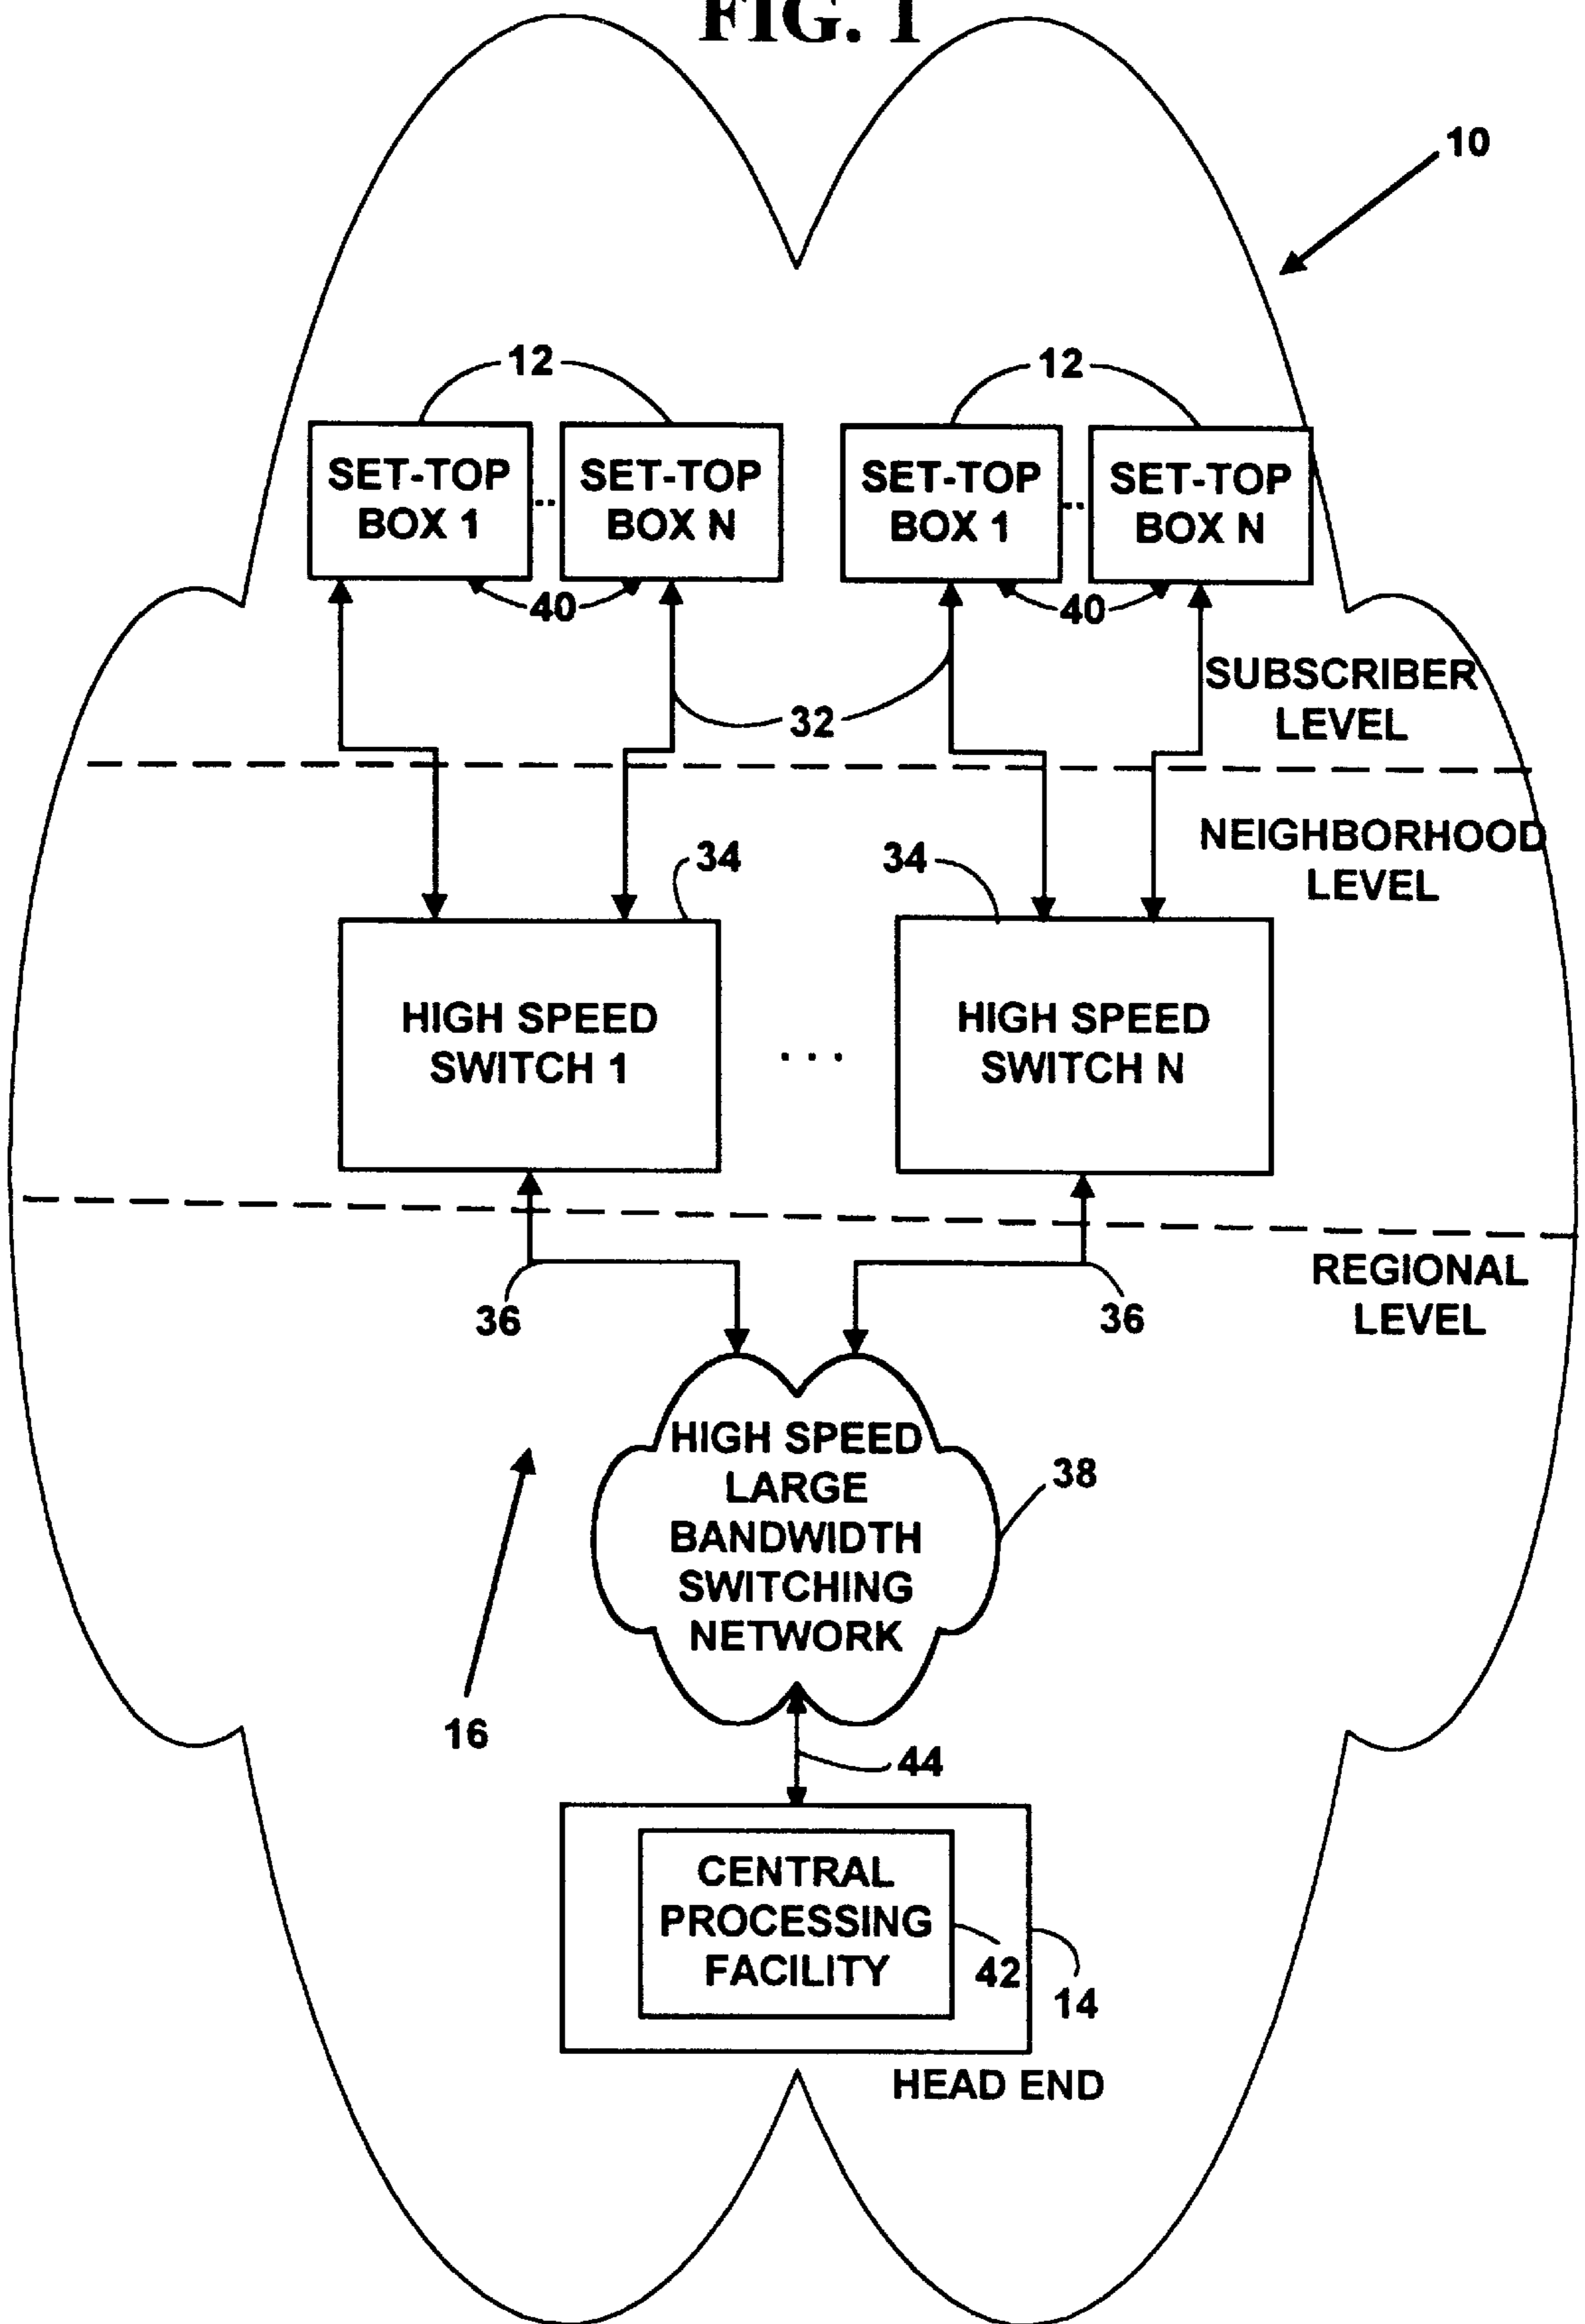 FIG. 1
10
12
12
SET-TOP
BOX 1
..
SET-TOP
BOX N
SET-TOP
BOX 1
..
SET-TOP
BOX N
40
40
32
SUBSCRIBER
LEVEL
NEIGHBORHOOD
LEVEL
34
34
HIGH SPEED
SWITCH 1
...
HIGH SPEED
SWITCH N
REGIONAL
LEVEL
36
36
HIGH SPEED
LARGE
BANDWIDTH
SWITCHING
NETWORK
38
16
44
CENTRAL
PROCESSING
FACILITY
42
14
HEAD END